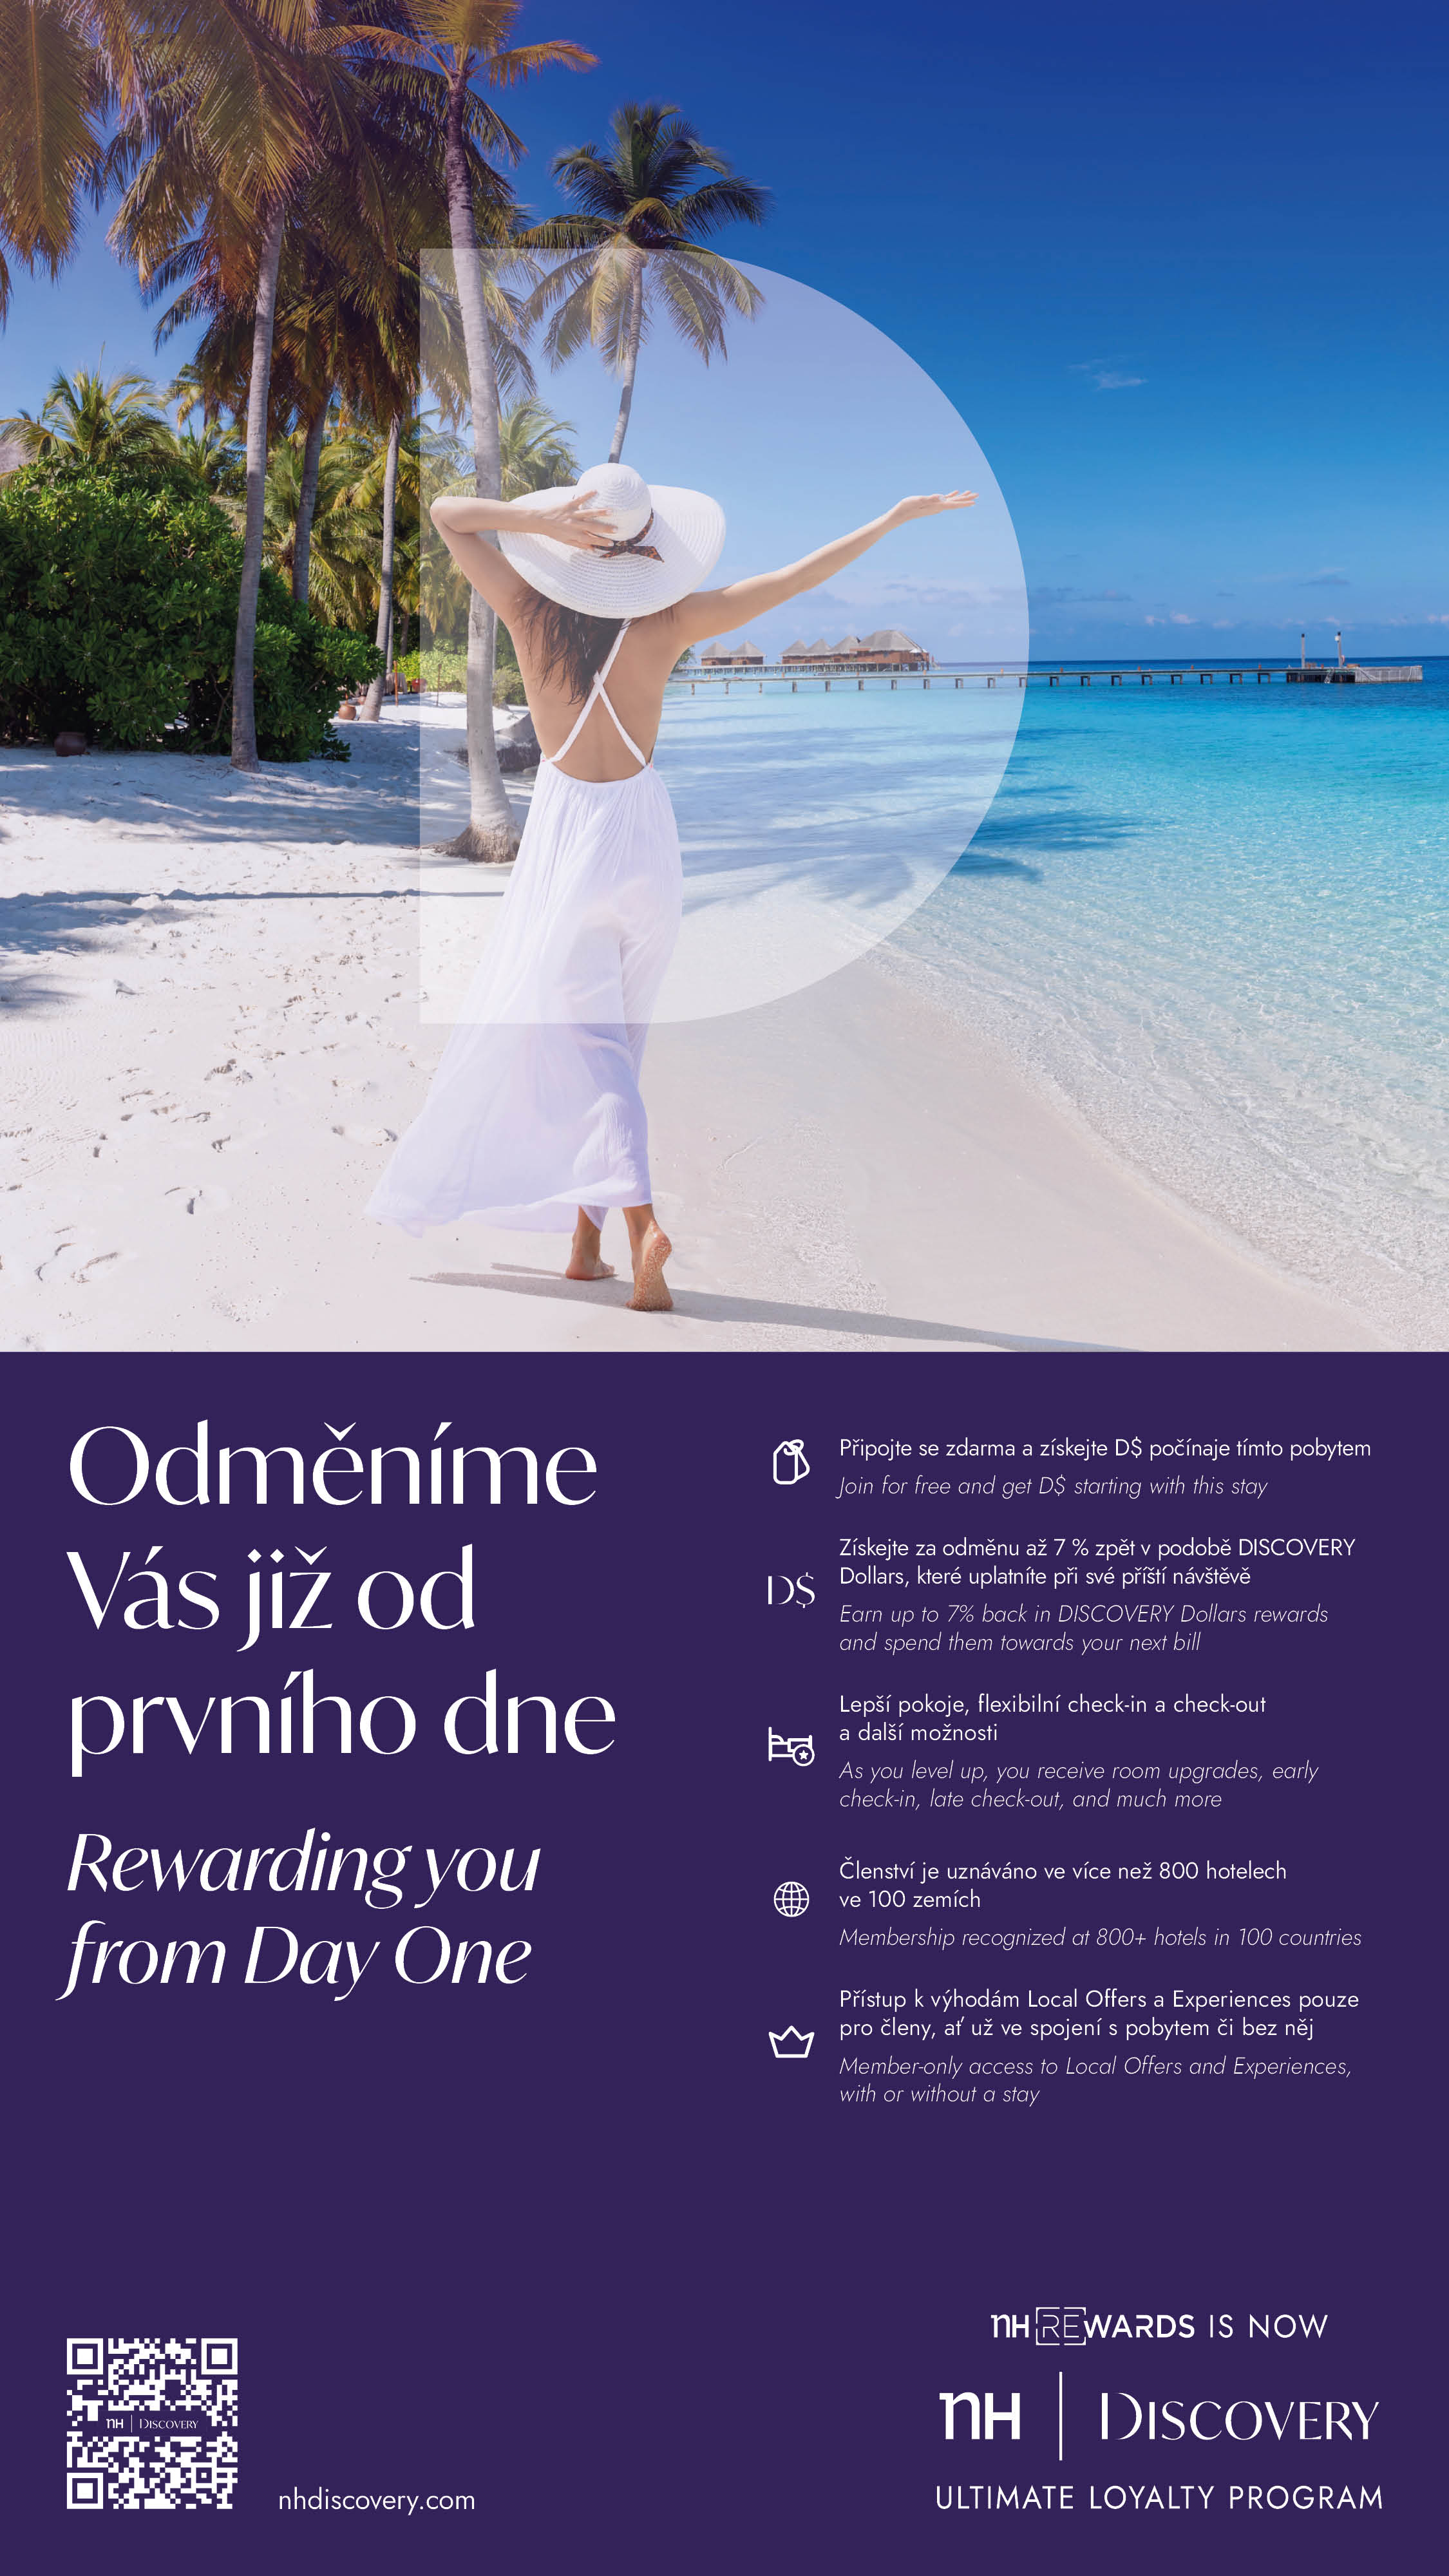 Odměníme
Vás již od
prvního dne
Rewarding you
from Day One
Připojte se zdarma a získejte D$ počínaje tímto pobytem
Join for free and get D$ starting with this stay
D$
Získejte za odměnu až 7 % zpět v podobě DISCOVERY
Dollars, které uplatníte při své příští návštěvě
Earn up to 7% back in DISCOVERY Dollars rewards
and spend them towards your next bill
Lepší pokoje, flexibilní check-in a check-out
a další možnosti
As you level up, you receive room upgrades, early
check-in, late check-out, and much more
Členství je uznáváno ve více než 800 hotelech
ve 100 zemích
Membership recognized at 800+ hotels in 100 countries
Přístup k výhodám Local Offers a Experiences pouze
pro členy, ať už ve spojení s pobytem či bez něj
Member-only access to Local Offers and Experiences,
with or without a stay
NH | DISCOVERY
nhdiscovery.com
NH REWARDS IS NOW
NH | DISCOVERY
ULTIMATE LOYALTY PROGRAM